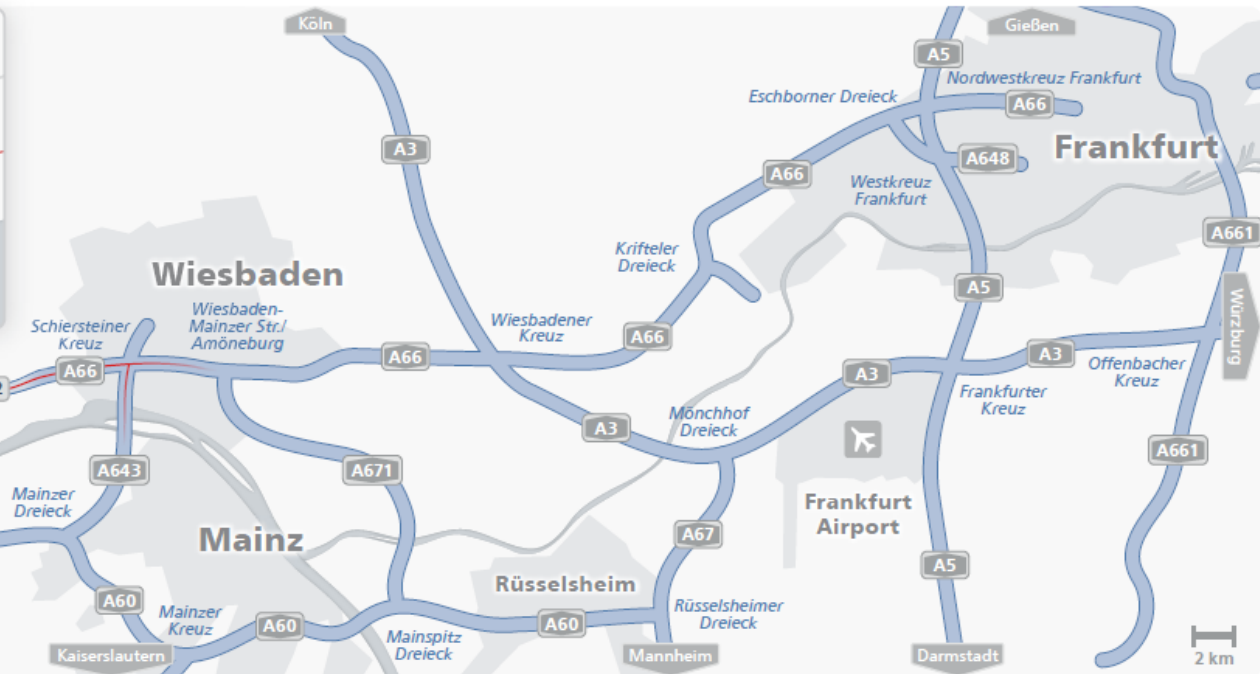 Köln
Gießen
A5
Nordwestkreuz Frankfurt
Eschborner Dreieck
A66
A3
Frankfurt
A648
A66
Westkreuz
Frankfurt
A661
Krifteler
Dreieck
Wiesbaden
A5
Würzburg
Wiesbaden-
Mainzer Str./
Amöneburg
Schiersteiner
Kreuz
Wiesbadener
Kreuz
A66
A66
A66
A3
Offenbacher
Kreuz
A3
Frankfurter
Kreuz
Mönchhof
Dreieck
A3
A661
A643
A671
Mainzer
Dreieck
Frankfurt
Airport
Mainz
A67
A5
Rüsselsheim
A60
Mainzer
Kreuz
A60
A60
Rüsselsheimer
Dreieck
Mainspitz
Dreieck
Kaiserslautern
Mannheim
Darmstadt
2 km